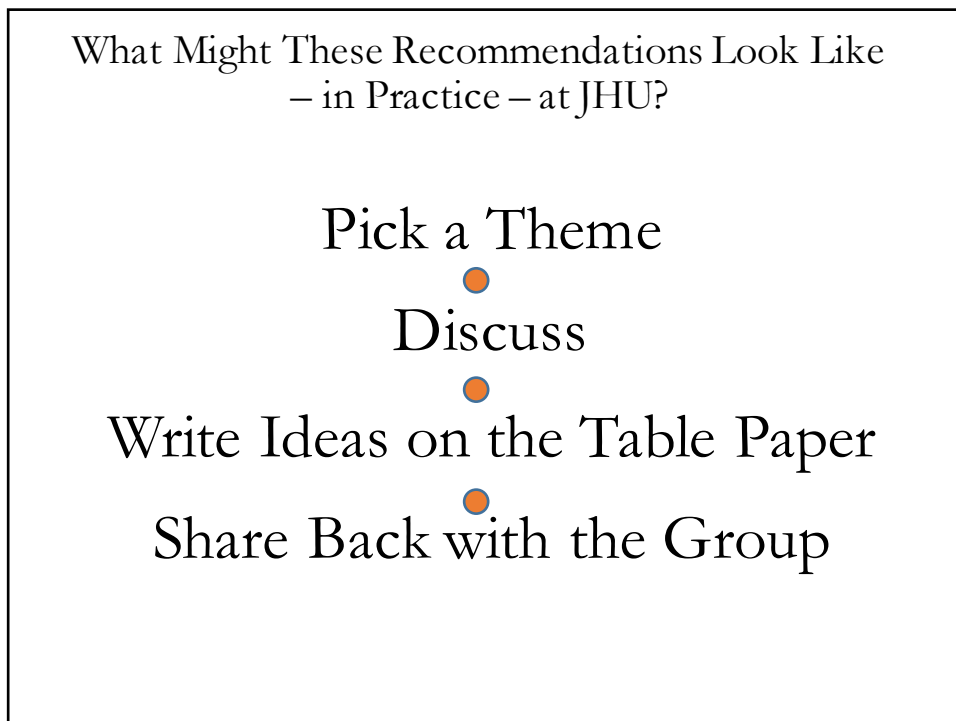 What Might These Recommendations Look Like
– in Practice – at JHU?
Pick a Theme
Discuss
Write Ideas on the Table Paper
Share Back with the Group